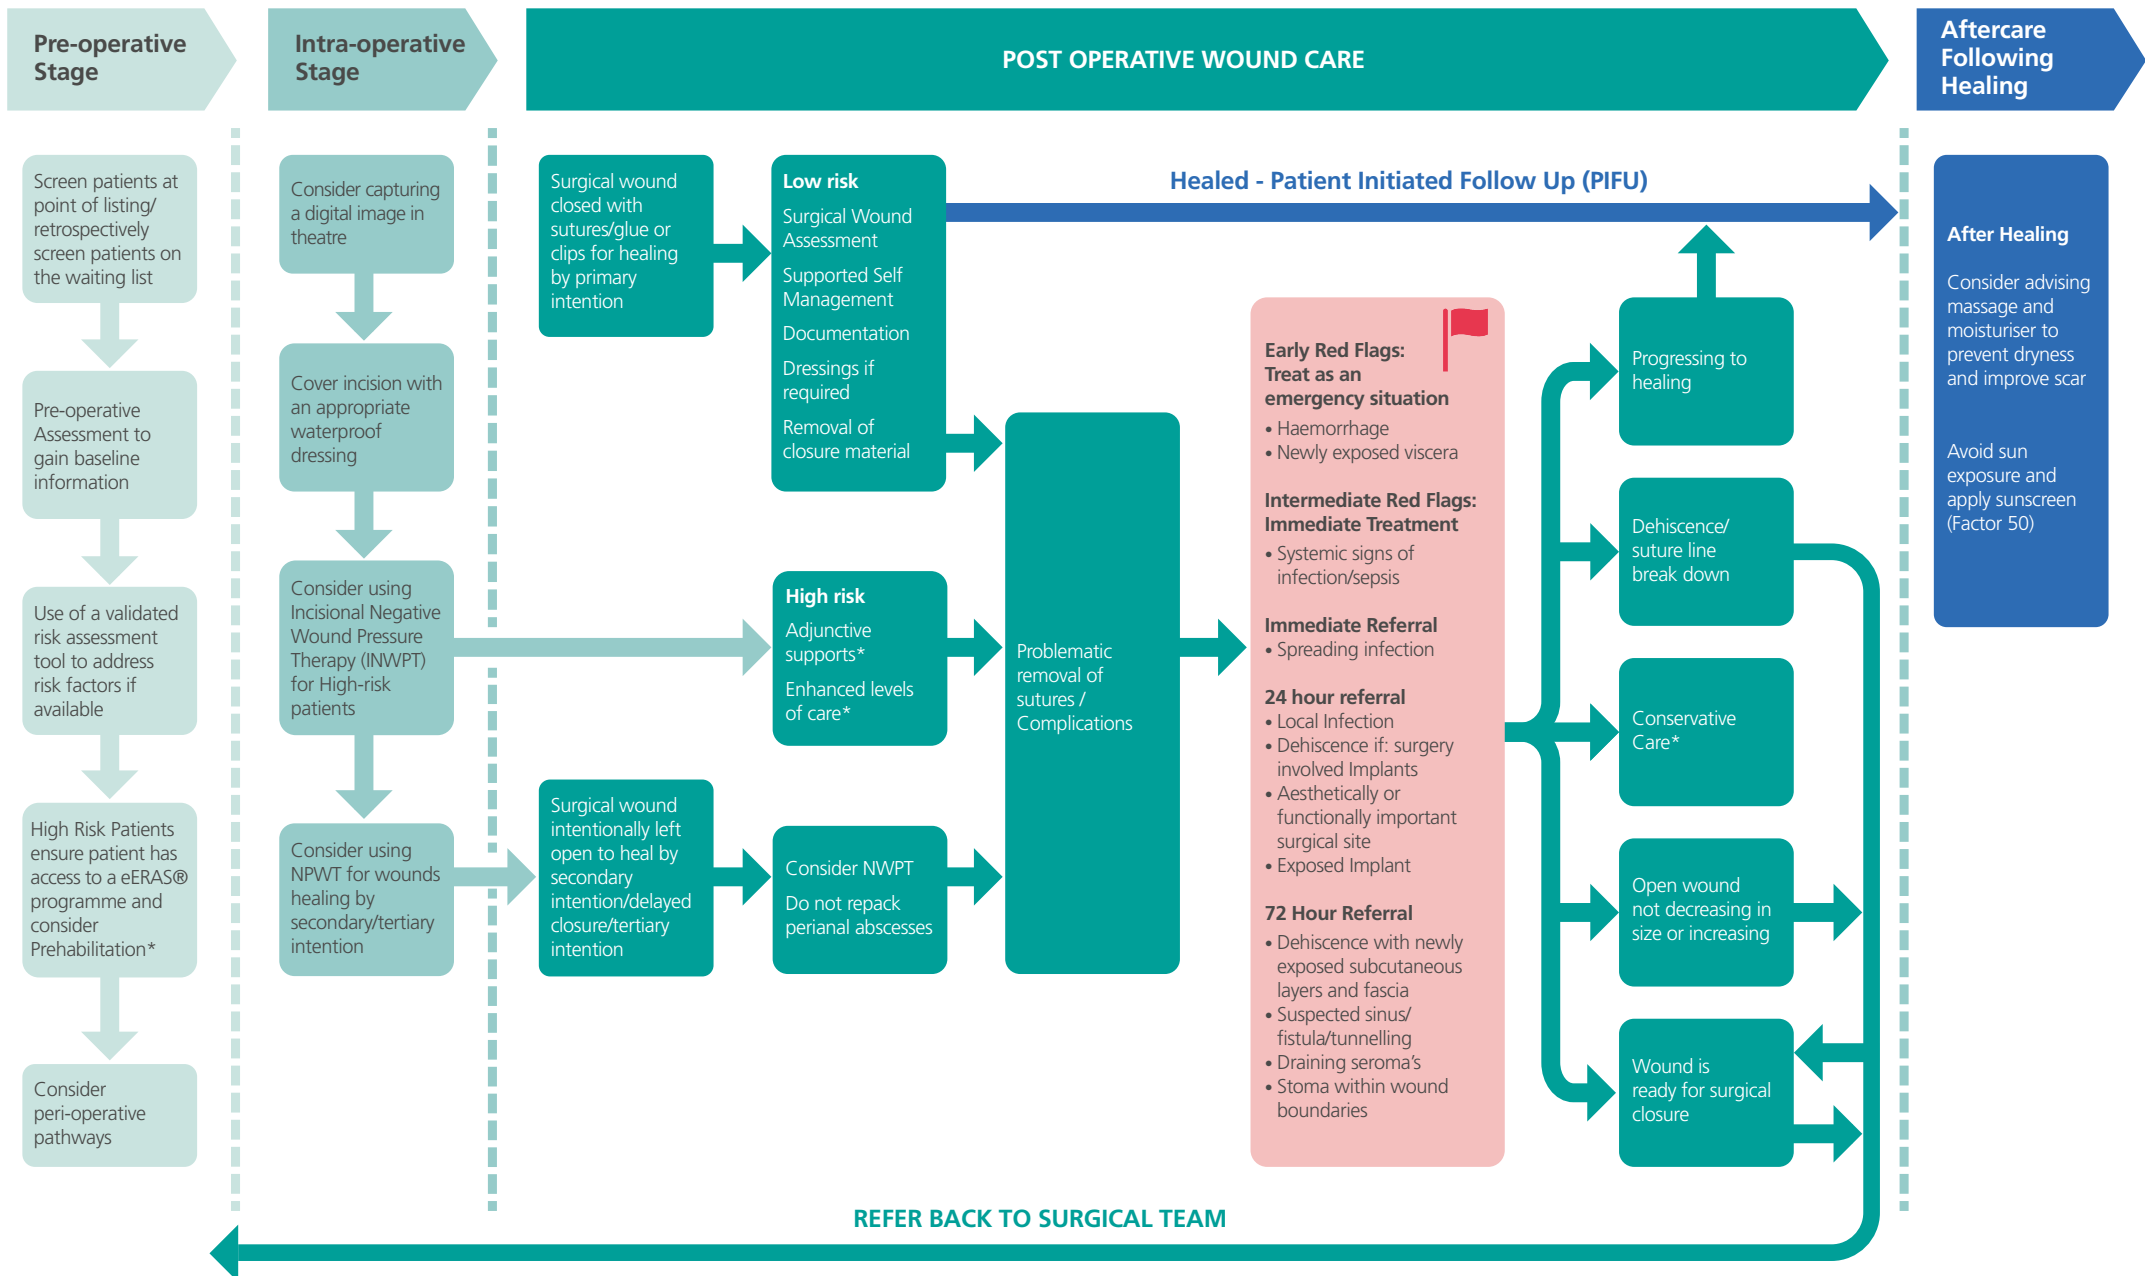 Pre-operative
Stage
Intra-operative
Stage
POST OPERATIVE WOUND CARE
Aftercare
Following
Healing
Screen patients at
point of listing/
retrospectively
screen patients on
the waiting list
Pre-operative
Assessment to
gain baseline
information
Use of a validated
risk assessment
tool to address
risk factors if
available
High Risk Patients
ensure patient has
access to a eERAS®
programme and
consider
Prehabilitation*
Consider
peri-operative
pathways
Consider capturing
a digital image in
theatre
Cover incision with
an appropriate
waterproof
dressing
Consider using
Incisional Negative
Wound Pressure
Therapy (INWPT)
for High-risk
patients
Consider using
NPWT for wounds
healing by
secondary/tertiary
intention
Surgical wound
closed with
sutures/glue or
clips for healing
by primary
intention
Surgical wound
intentionally left
open to heal by
secondary
intention/delayed
closure/tertiary
intention
Low risk
Surgical Wound
Assessment
Supported Self
Management
Documentation
Dressings if
required
Removal of
closure material
High risk
Adjunctive
supports*
Enhanced levels
of care*
Consider NWPT
Do not repack
perianal abscesses
Problematic
removal of
sutures /
Complications
Healed - Patient Initiated Follow Up (PIFU)
Early Red Flags:
Treat as an
emergency situation
• Haemorrhage
• Newly exposed viscera
Intermediate Red Flags:
Immediate Treatment
• Systemic signs of
infection/sepsis
Immediate Referral
• Spreading infection
24 hour referral
• Local Infection
• Dehiscence if: surgery
involved Implants
• Aesthetically or
functionally important
surgical site
• Exposed Implant
72 Hour Referral
• Dehiscence with newly
exposed subcutaneous
layers and fascia
• Suspected sinus/
fistula/tunnelling
• Draining seroma's
• Stoma within wound
boundaries
Progressing to
healing
Dehiscence/
suture line
break down
Conservative
Care*
Open wound
not decreasing in
size or increasing
Wound is
ready for surgical
closure
After Healing
Consider advising
massage and
moisturiser to
prevent dryness
and improve scar
Avoid sun
exposure and
apply sunscreen
(Factor 50)
REFER BACK TO SURGICAL TEAM